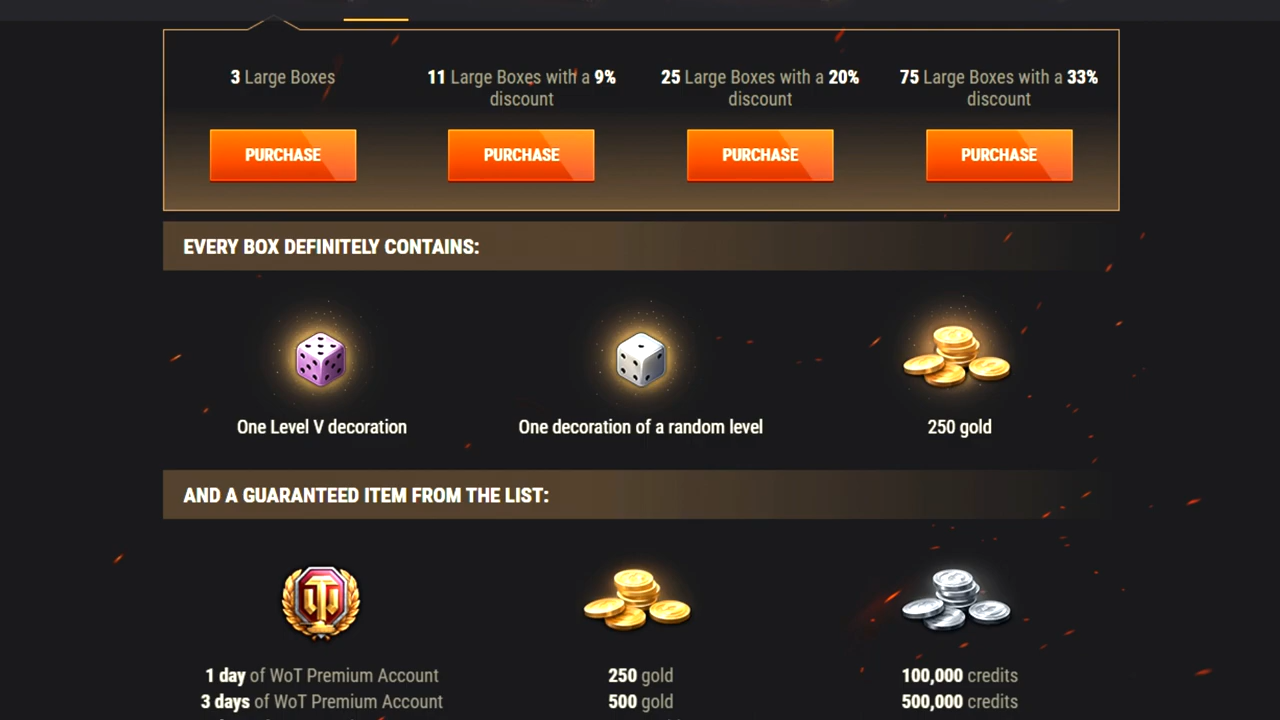 3 Large Boxes
11 Large Boxes with a 9%
discount
25 Large Boxes with a 20%
discount
75 Large Boxes with a 33%
discount
PURCHASE
PURCHASE
PURCHASE
PURCHASE
EVERY BOX DEFINITELY CONTAINS:
One Level V decoration
One decoration of a random level
250 gold
AND A GUARANTEED ITEM FROM THE LIST:
1 day of WoT Premium Account
3 days of WoT Premium Account
250 gold
500 gold
100,000 credits
500,000 credits